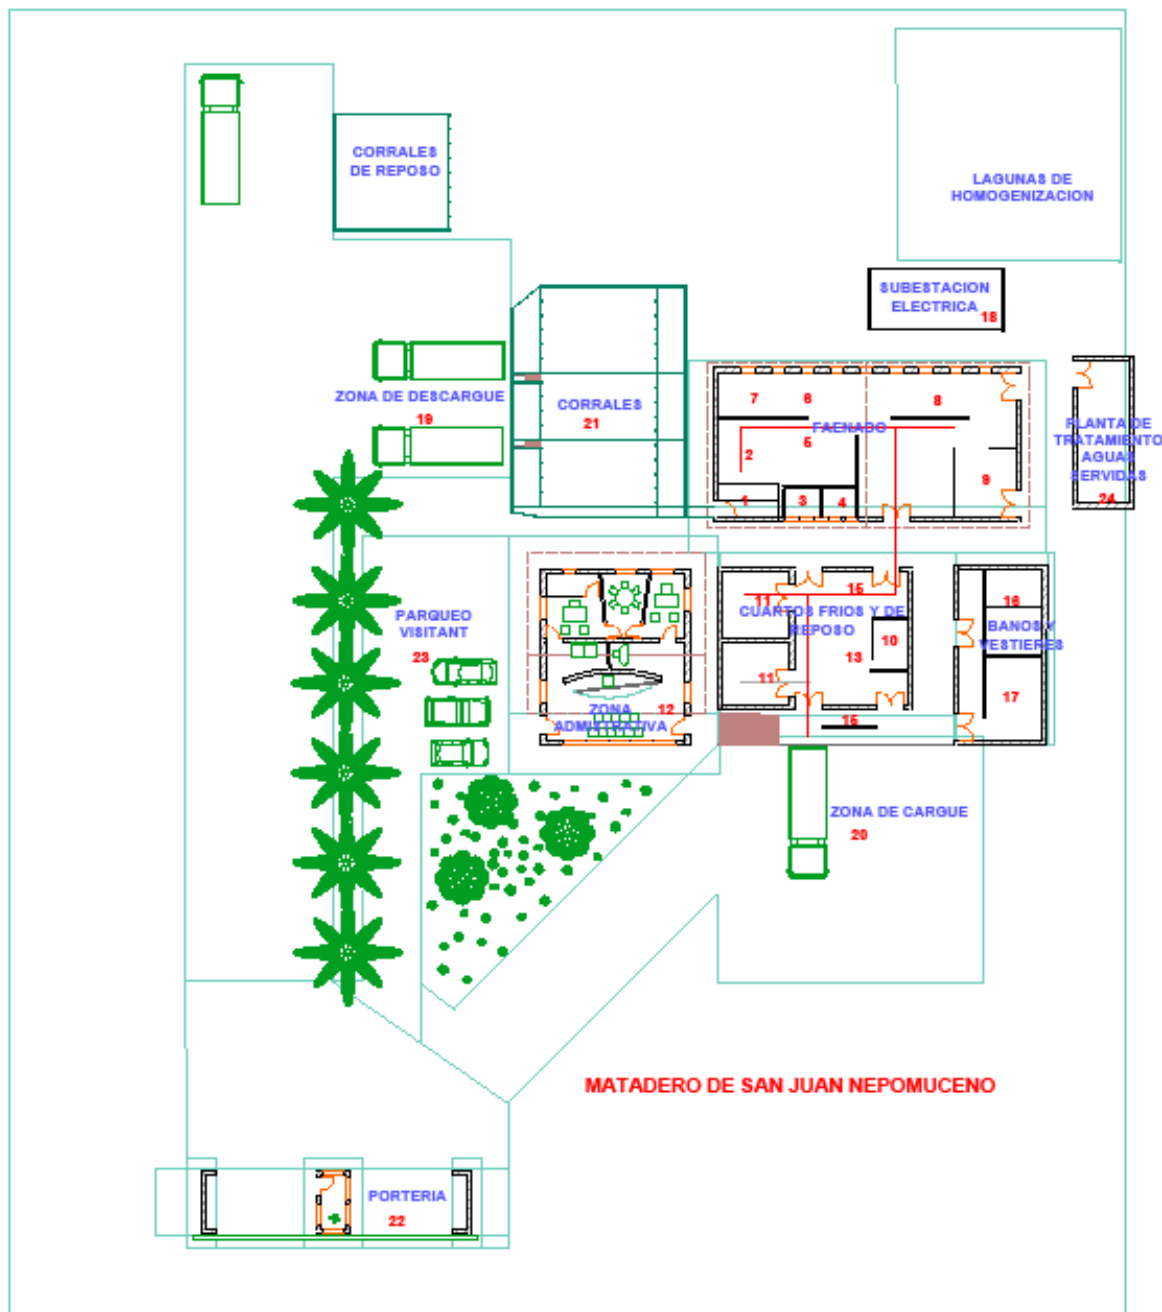 CORRALES
DE REPOSO
LAGUNAS DE
HOMOGENIZACION
SUBESTACION
ELECTRICA
18
ZONA DE DESCARGUE
19
CORRALES
21
7
6
8
FAENADO
5
2
9
1
3
4
PLANTA DE
TRATAMIENTO
AGUAS
SERVIDAS
24
PARQUEO
VISITANT
23
ZONA
12
ADMISTRATIVA
11
15
CUARTOS FRIOS Y DE
REPOSO
10
13
11
15
16
BANOS Y
VESTIERES
17
ZONA DE CARGUE
20
MATADERO DE SAN JUAN NEPOMUCENO
PORTERIA
22